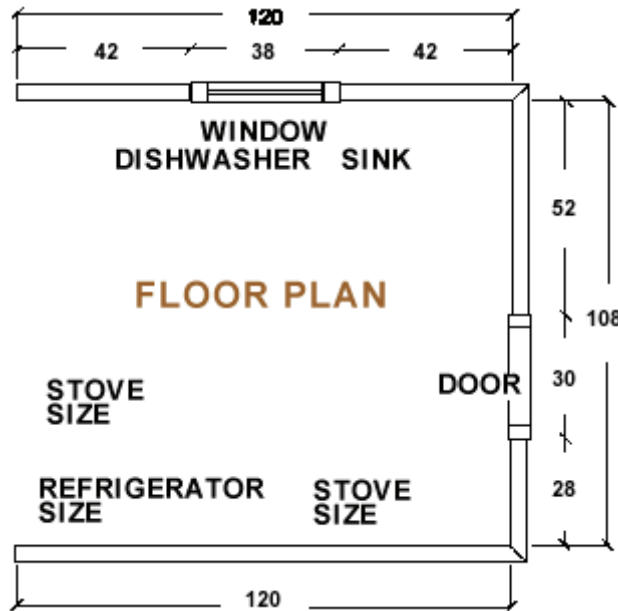 120
42 38 42
WINDOW
DISHWASHER SINK
52
FLOOR PLAN
108
STOVE
SIZE
DOOR
30
REFRIGERATOR
SIZE
STOVE
SIZE
28
120